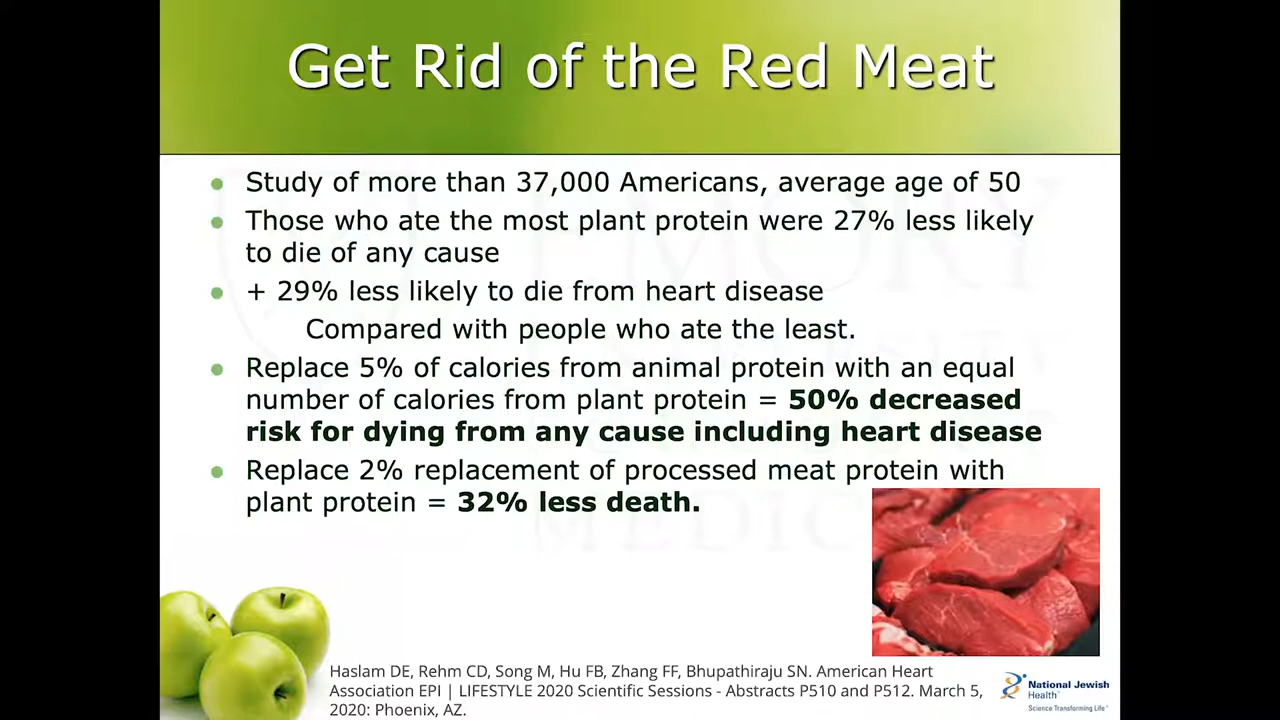 Get Rid of the Red Meat
Study of more than 37,000 Americans, average age of 50
Those who ate the most plant protein were 27% less likely
to die of any cause
+ 29% less likely to die from heart disease
Compared with people who ate the least.
Replace 5% of calories from animal protein with an equal
number of calories from plant protein = 50% decreased
risk for dying from any cause including heart disease
Replace 2% replacement of processed meat protein with
plant protein = 32% less death.
Haslam DE, Rehm CD, Song M, Hu FB, Zhang FF, Bhupathiraju SN. American Heart
Association EPI | LIFESTYLE 2020 Scientific Sessions - Abstracts P510 and P512. March 5,
2020: Phoenix, AZ.
National Jewish
Health
Science Transforming Life
EMORY
MEDICINE